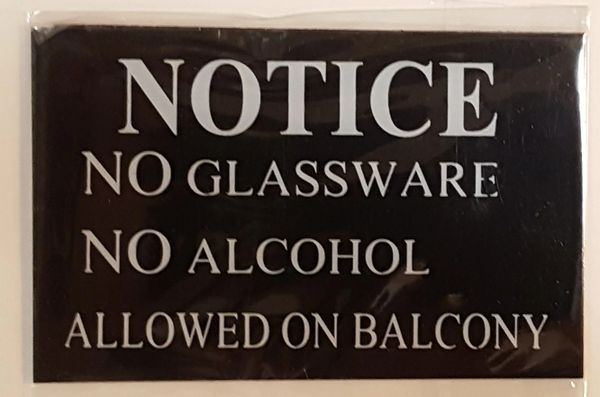 NOTICE
NO GLASSWARE
NO ALCOHOL
ALLOWED ON BALCONY